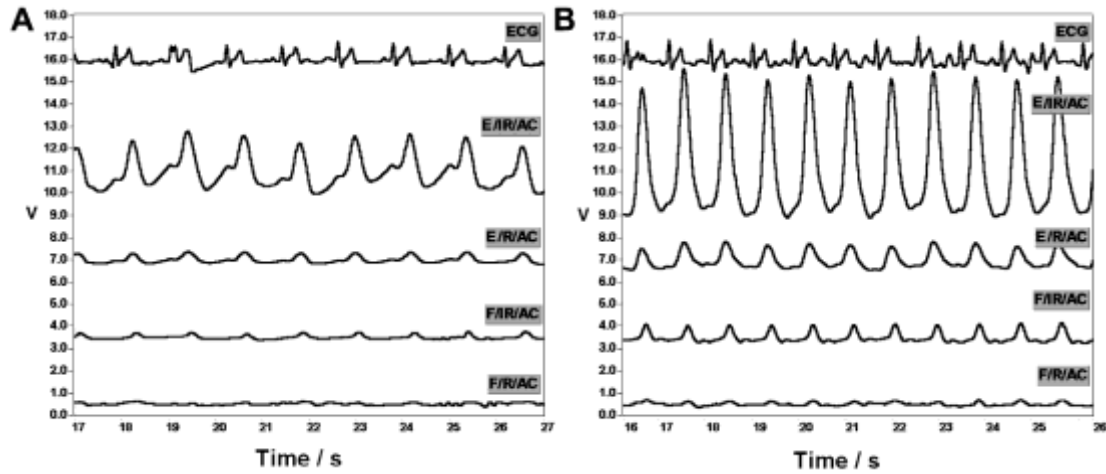 A
18.0
17.0
16.0
15.0
14.0
13.0
12.0
11.0
10.0
9.0
8.0
7.0
6.0
5.0
4.0
3.0
2.0
1.0
0.0
V
ECG
E/IR/AC
E/R/AC
F/IR/AC
F/R/AC
17 18 19 20 21 22 23 24 25 26 27
Time / s
B
18.0
17.0
16.0
15.0
14.0
13.0
12.0
11.0
10.0
9.0
8.0
7.0
6.0
5.0
4.0
3.0
2.0
1.0
0.0
V
ECG
E/IR/AC
E/R/AC
F/IR/AC
F/R/AC
16 17 18 19 20 21 22 23 24 25 26
Time / s